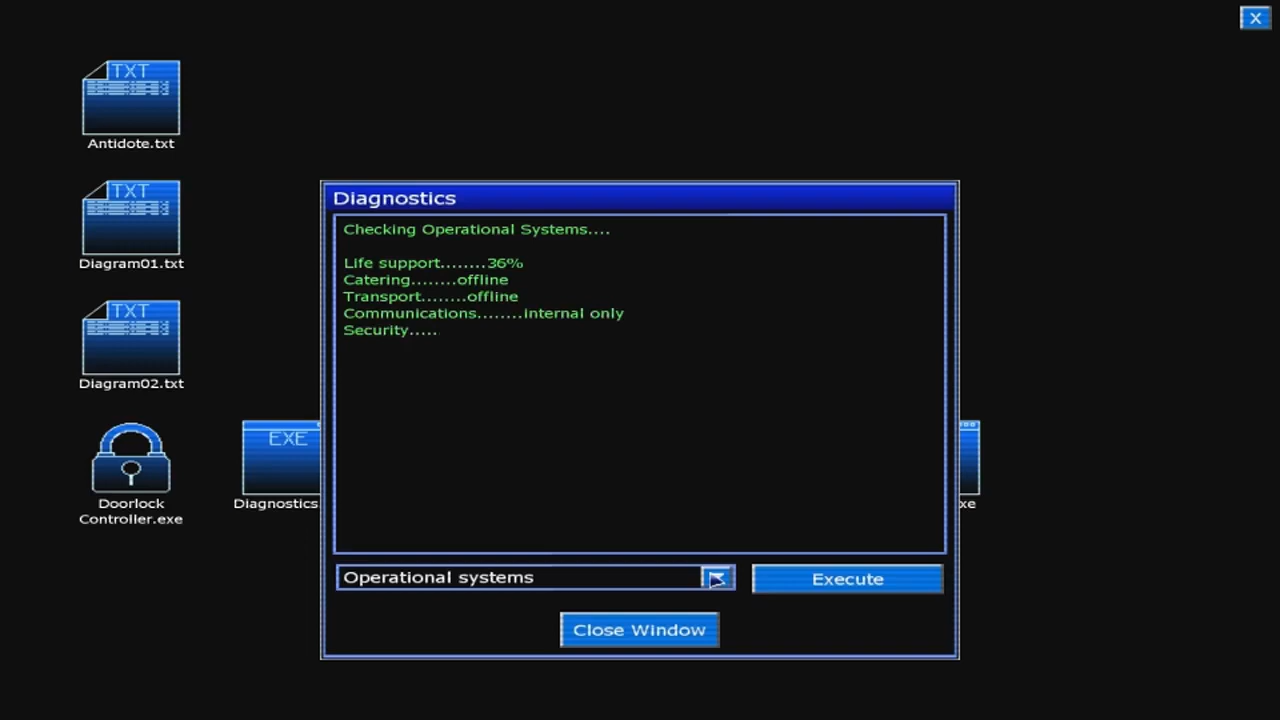 X
TXT
Antidote.txt
TXT
Diagram01.txt
TXT
Diagram02.txt
Doorlock
Controller.exe
EXE
Diagnostics
Diagnostics
Checking Operational Systems....
Life support........36%
Catering........offline
Transport........offline
Communications........internal only
Security.....
Operational systems
Execute
Close Window
xe